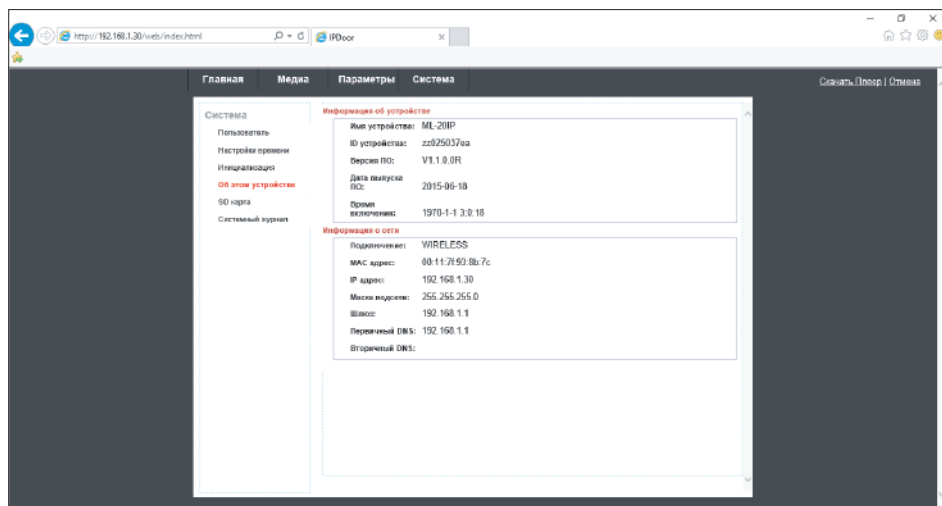 http://192.168.1.30/web/index.html
IPDoor
Главная Медиа Параметры Система
Скачать Плеер | Отмена
Система
Пользователь
Настройки времени
Инициализация
Об этом устройстве
SD карта
Системный журнал
Информация об устройстве
Имя устройства: ML-20IP
ID устройства: zz025037ea
Версия ПО: V1.1.0.0R
Дата выпуска
ПО: 2015-06-18
Время
включения: 1970-1-1 3:0:18
Информация о сети
Подключение: WIRELESS
MAC адрес: 00:11:7f:93:8b:7c
IP адрес: 192.168.1.30
Маска подсети: 255.255.255.0
Шлюз: 192.168.1.1
Первичный DNS: 192.168.1.1
Вторичный DNS: